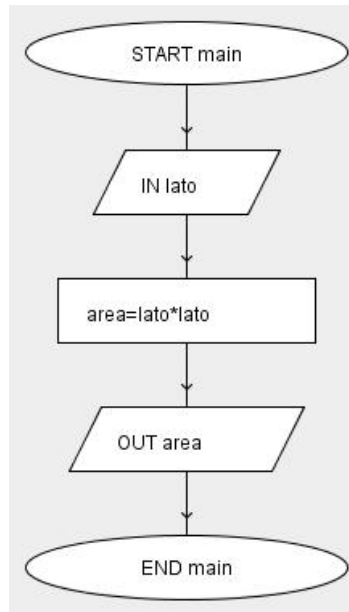 START main
IN lato
area=lato*lato
OUT area
END main